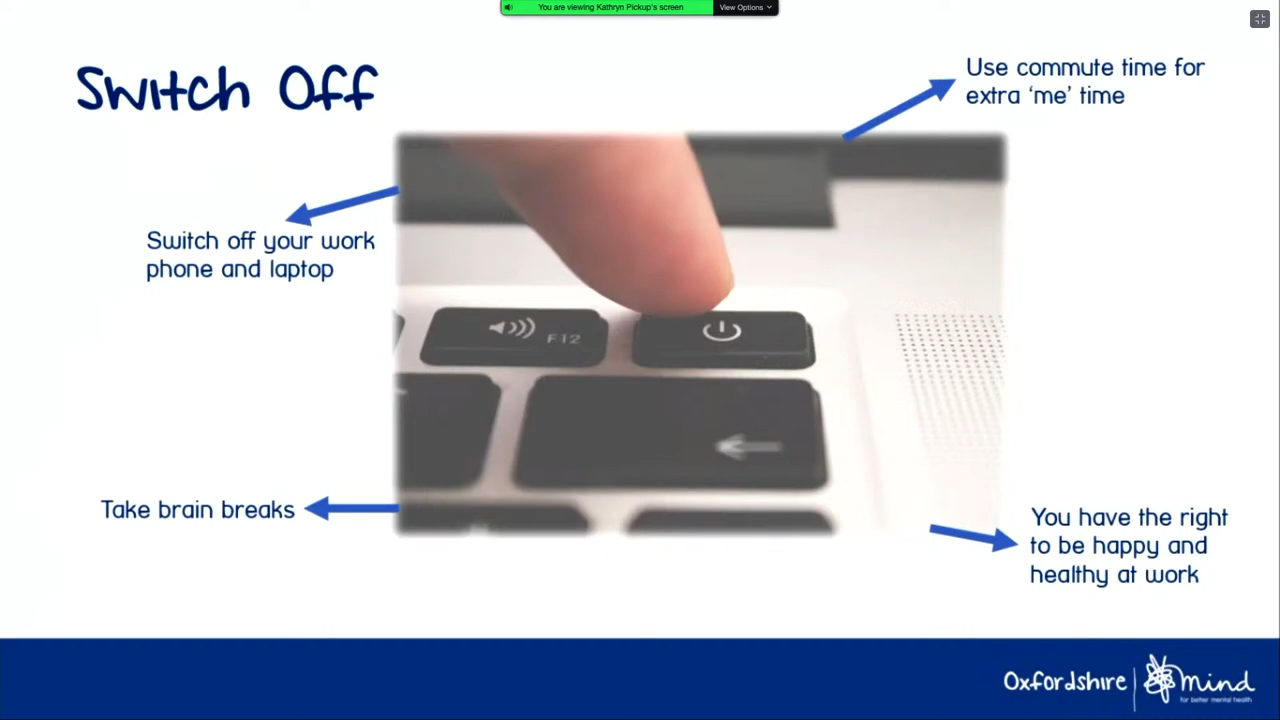 You are viewing Kathryn Pickup's screen
View Options
Switch Off
Use commute time for
extra ‘me’ time
Switch off your work
phone and laptop
F12
Take brain breaks
You have the right
to be happy and
healthy at work
Oxfordshire
mind
for better mental health